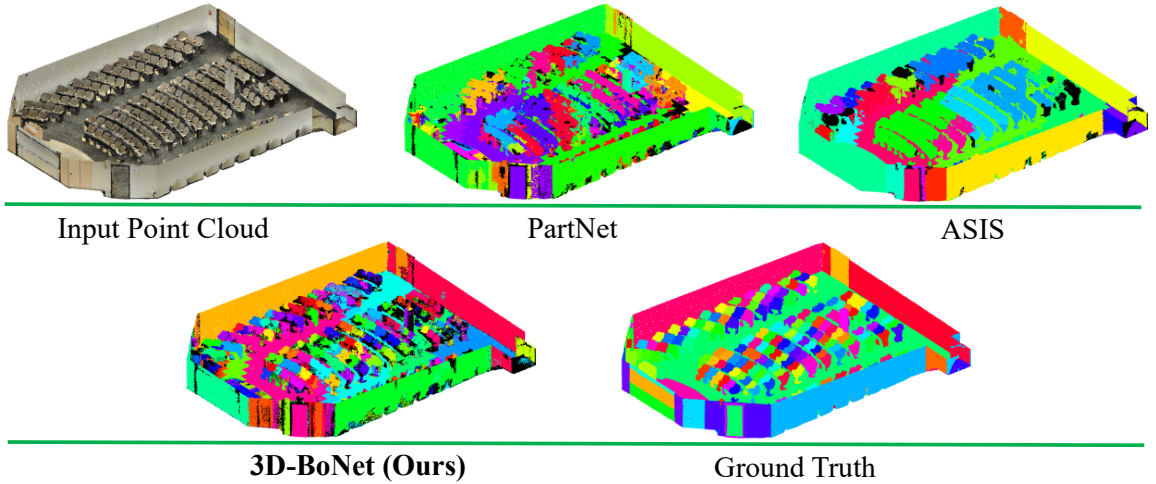 Input Point Cloud
PartNet
ASIS
3D-BoNet (Ours)
Ground Truth